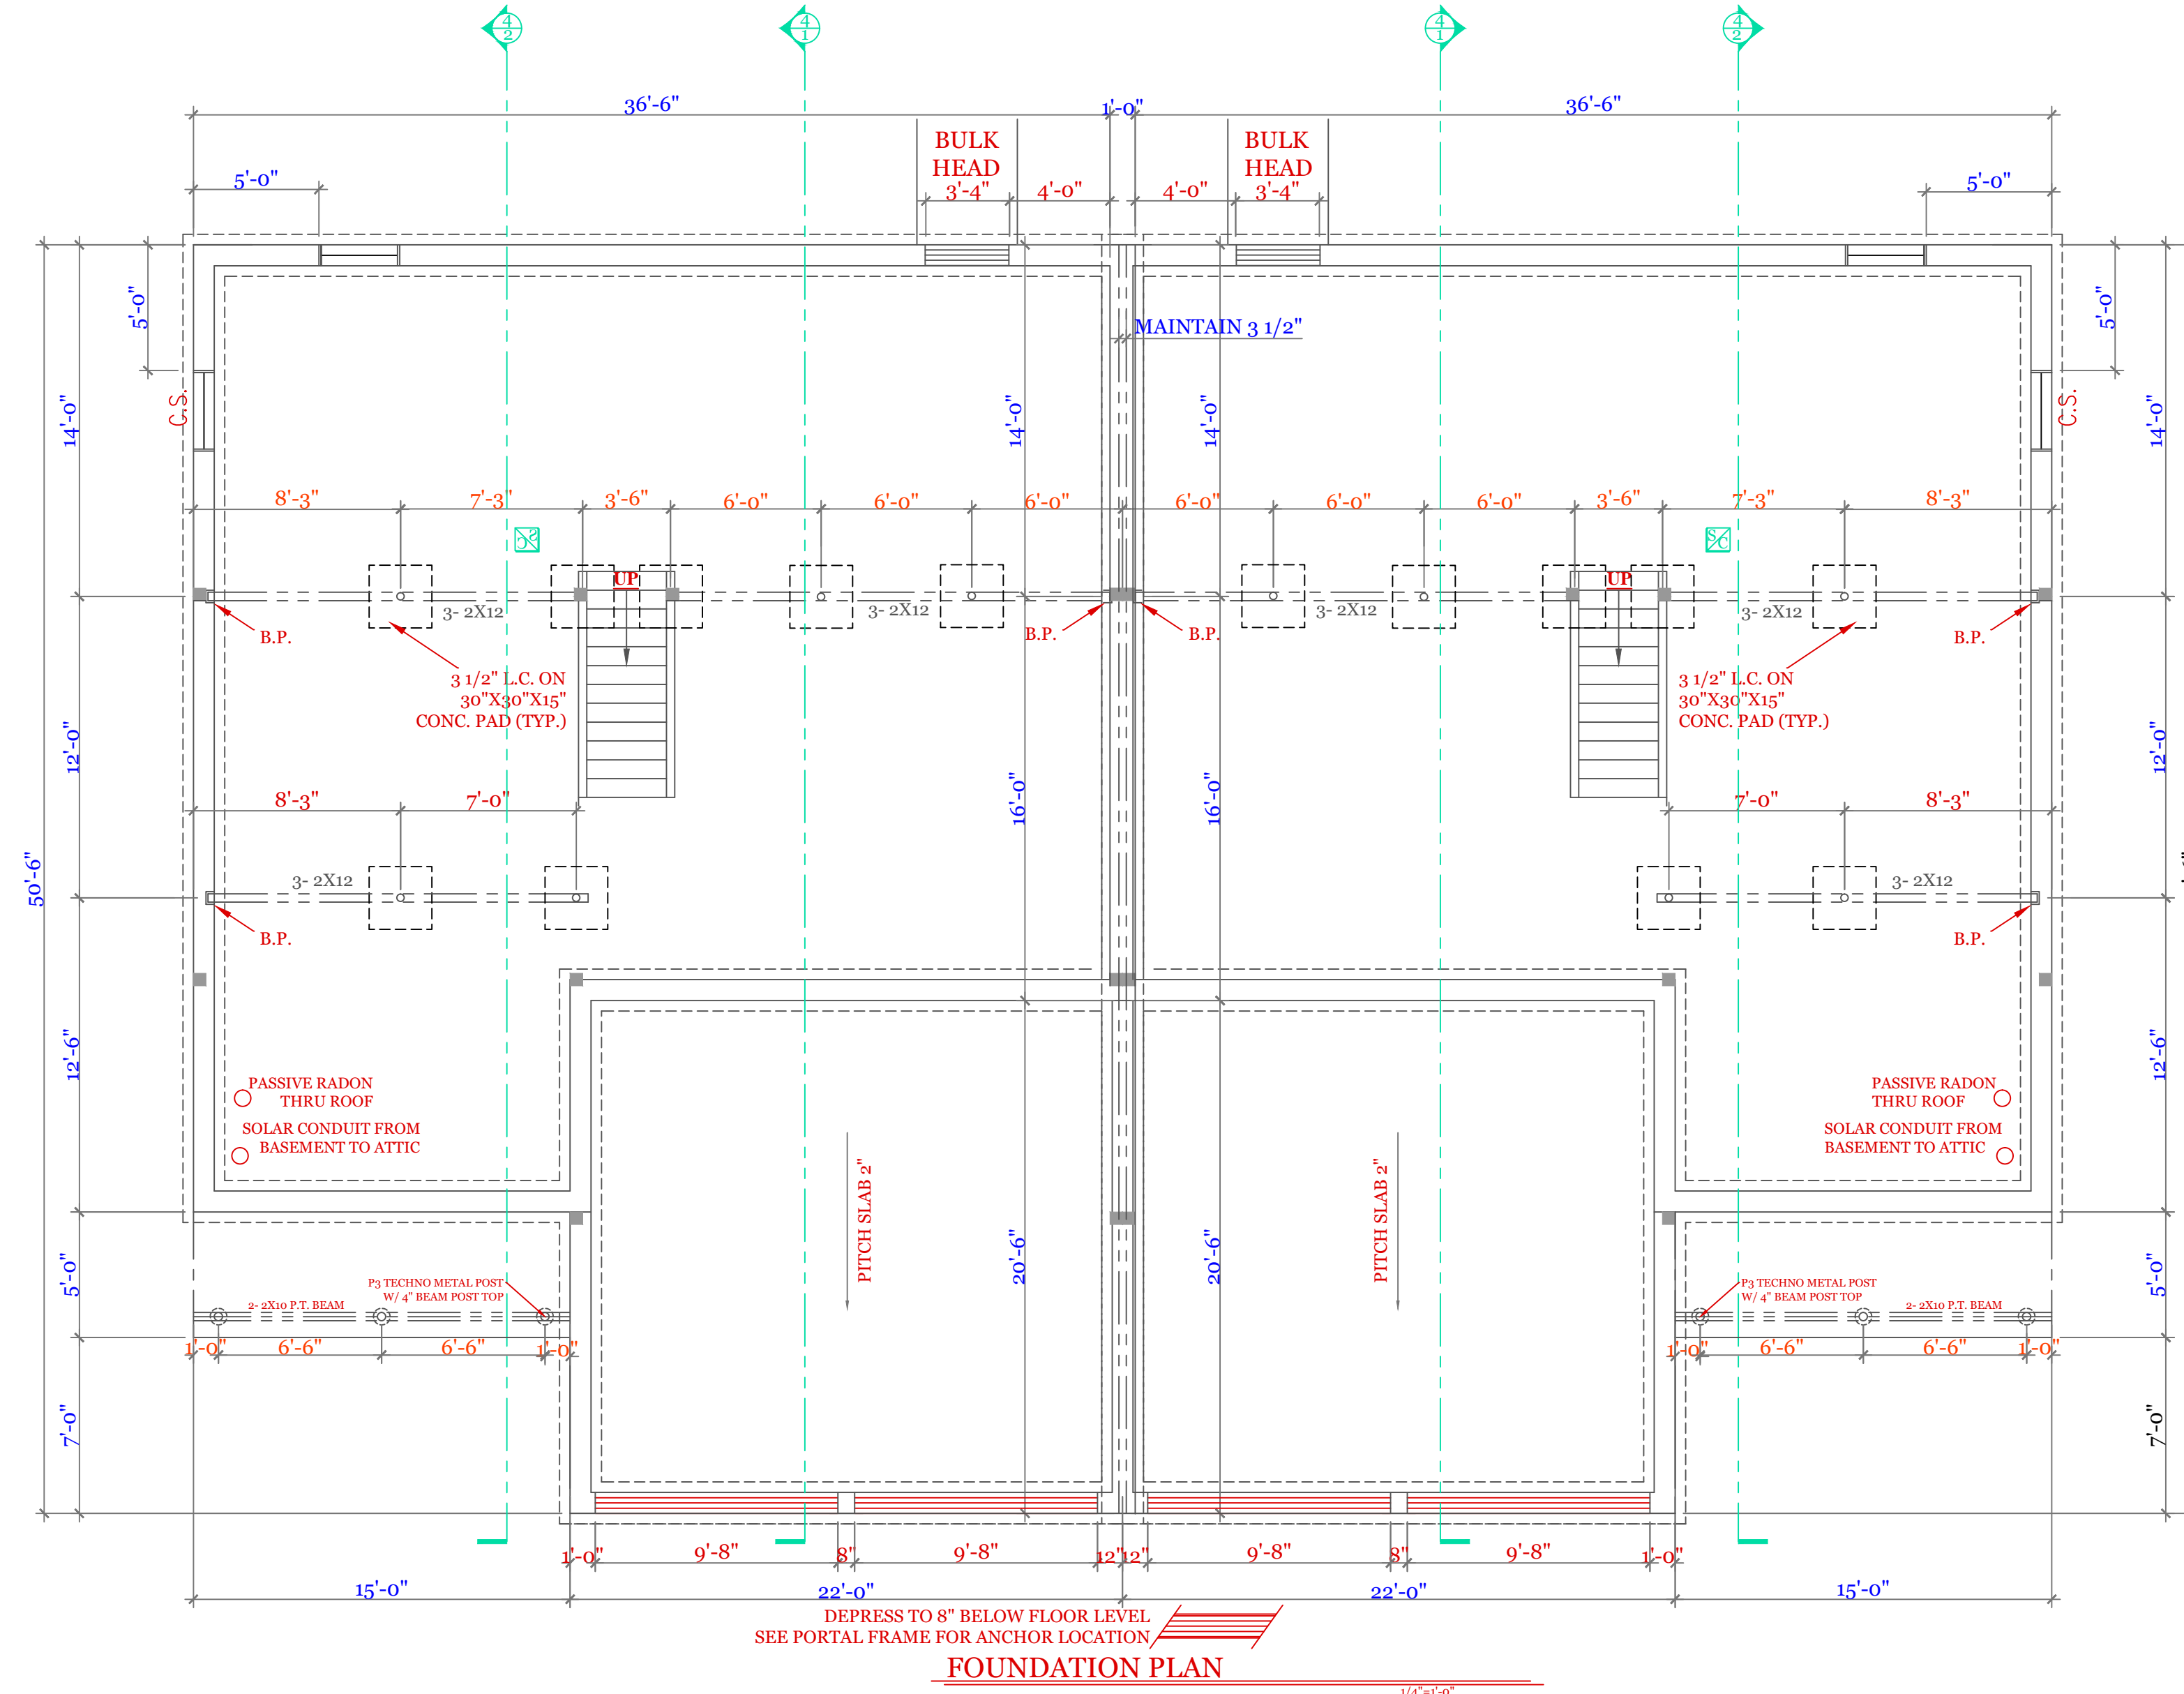 4
2
4
1
4
1
4
2
36'-6"
1'-0"
36'-6"
BULK
HEAD
BULK
HEAD
5'-0"
3'-4"
4'-0"
4'-0"
3'-4"
5'-0"
5'-0"
5'-0"
MAINTAIN 3 1/2"
C.S.
C.S.
14'-0"
14'-0"
14'-0"
14'-0"
8'-3"
7'-3"
3'-6"
6'-0"
6'-0"
6'-0"
6'-0"
6'-0"
6'-0"
3'-6"
7'-3"
8'-3"
S
C
S
C
UP
UP
3- 2X12
3- 2X12
3- 2X12
3- 2X12
B.P.
B.P.
B.P.
B.P.
3 1/2" L.C. ON
30"X30"X15"
CONC. PAD (TYP.)
3 1/2" L.C. ON
30"X30"X15"
CONC. PAD (TYP.)
12'-0"
16'-0"
16'-0"
12'-0"
8'-3"
7'-0"
7'-0"
8'-3"
50'-6"
3- 2X12
3- 2X12
B.P.
B.P.
12'-6"
12'-6"
PASSIVE RADON
THRU ROOF
SOLAR CONDUIT FROM
BASEMENT TO ATTIC
PASSIVE RADON
THRU ROOF
SOLAR CONDUIT FROM
BASEMENT TO ATTIC
PITCH SLAB 2"
PITCH SLAB 2"
20'-6"
20'-6"
5'-0"
5'-0"
P3 TECHNO METAL POST
W/ 4" BEAM POST TOP
2- 2X10 P.T. BEAM
P3 TECHNO METAL POST
W/ 4" BEAM POST TOP
2- 2X10 P.T. BEAM
1'-0"
6'-6"
6'-6"
1'-0"
1'-0"
6'-6"
6'-6"
1'-0"
7'-0"
7'-0"
1'-0"
9'-8"
8"
9'-8"
12"
12"
9'-8"
8"
9'-8"
1'-0"
15'-0"
22'-0"
22'-0"
15'-0"
DEPRESS TO 8" BELOW FLOOR LEVEL
SEE PORTAL FRAME FOR ANCHOR LOCATION
FOUNDATION PLAN
1/4"=1'-0"